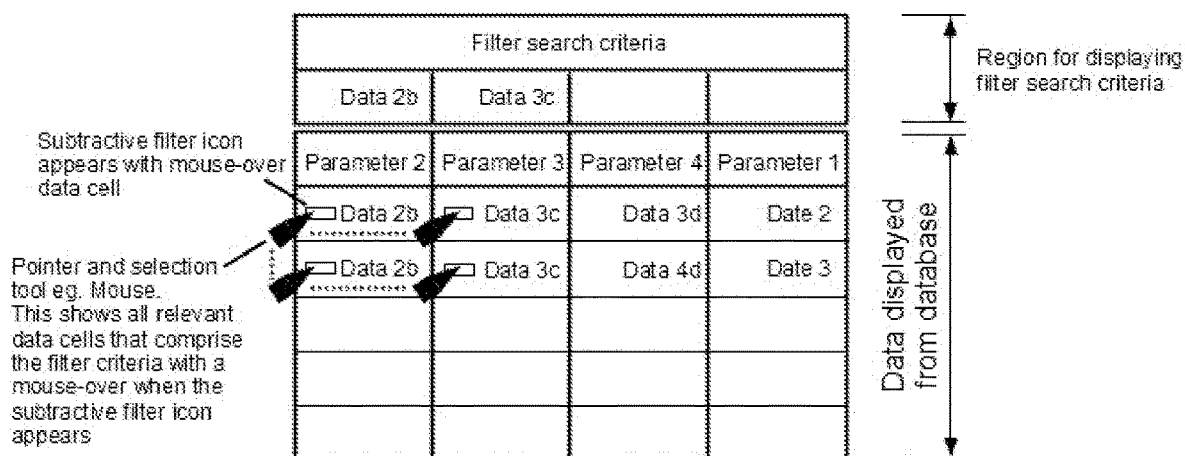 Filter search criteria
Data 2b Data 3c
Region for displaying
filter search criteria
Subtractive filter icon
appears with mouse-over
data cell
Parameter 2 Parameter 3 Parameter 4 Parameter 1
Data 2b Data 3c Data 3d Date 2
Data 2b Data 3c Data 4d Date 3
Pointer and selection
tool eg. Mouse.
This shows all relevant
data cells that comprise
the filter criteria with a
mouse-over when the
subtractive filter icon
appears
Data displayed
from database